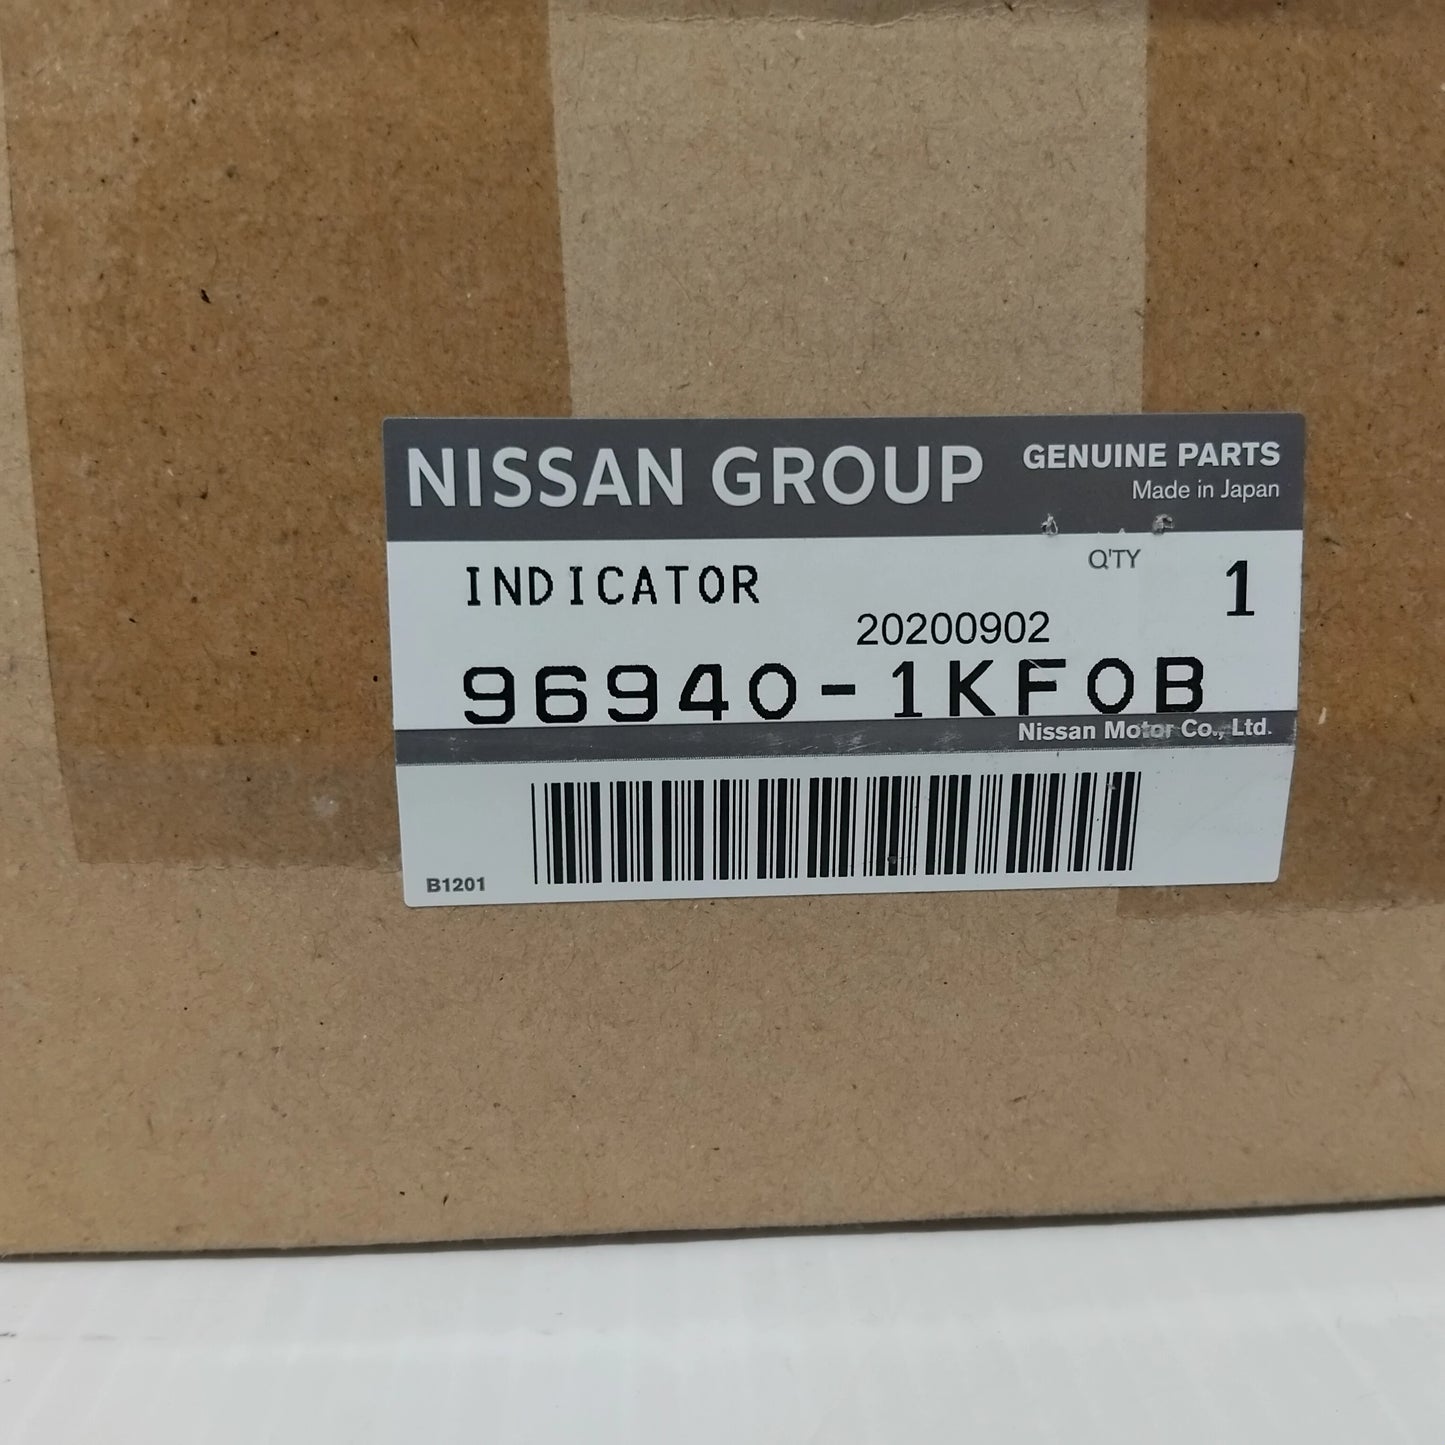 NISSAN GROUP GENUINE PARTS
Made in Japan
Q'TY
INDICATOR 1
20200902
96940-1KF0B
Nissan Motor Co., Ltd.
B1201